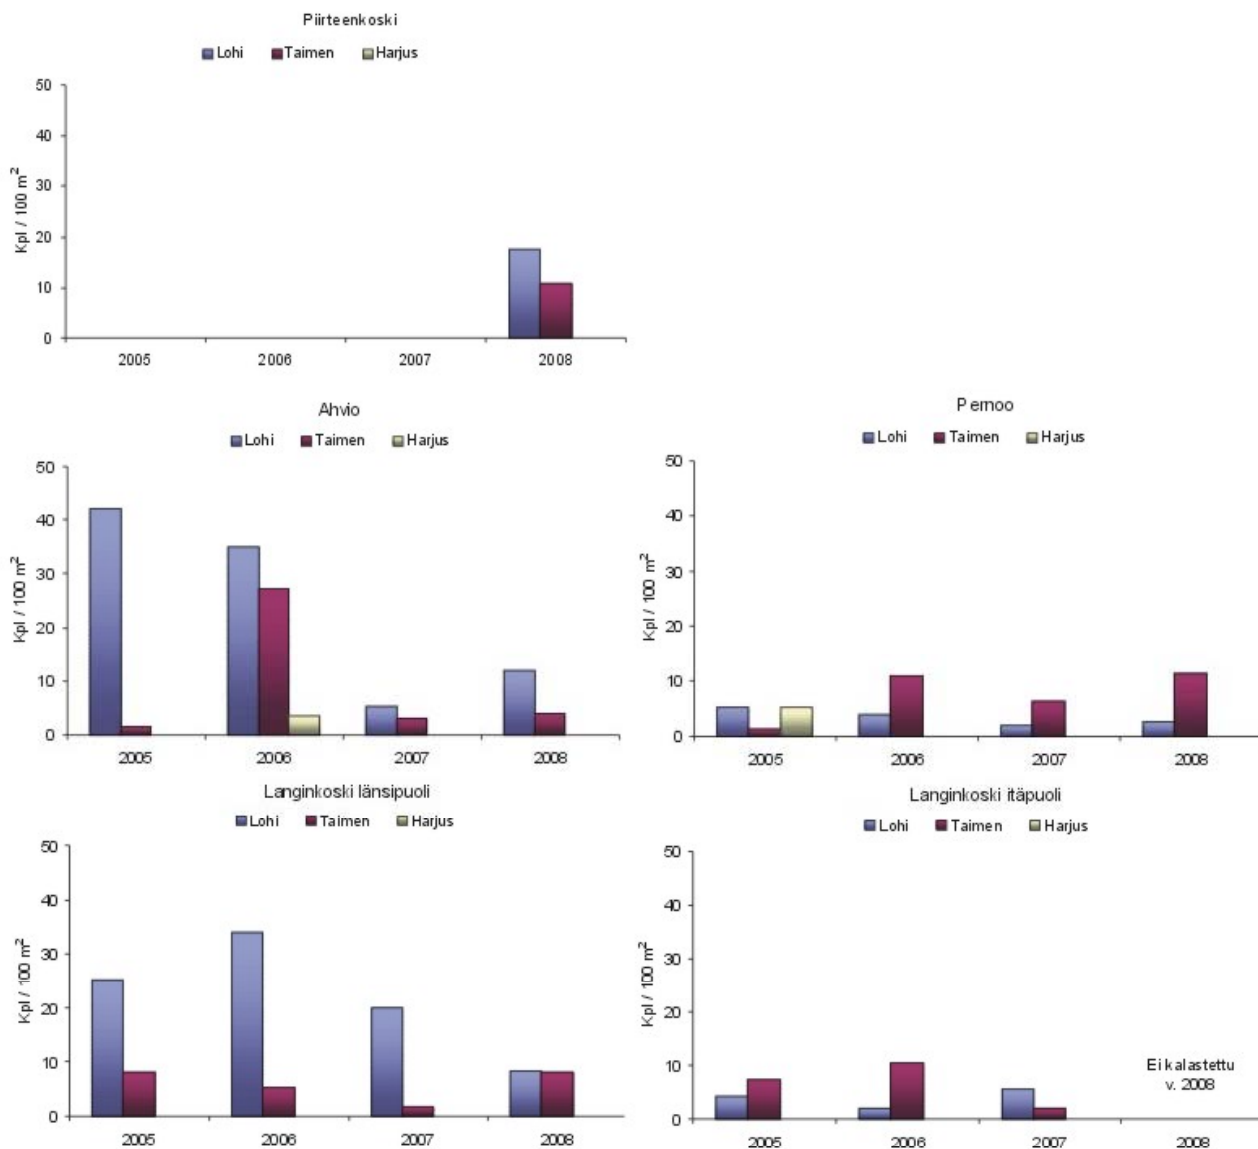 Piirteenkoski
Lohi Taimen Harjus
Kpl / 100 m²
50
40
30
20
10
0
2005 2006 2007 2008
Ahvio
Lohi Taimen Harjus
Kpl / 100 m²
50
40
30
20
10
0
2005 2006 2007 2008
Pernoo
Lohi Taimen Harjus
Kpl / 100 m²
50
40
30
20
10
0
2005 2006 2007 2008
Langinkoski länsipuoli
Lohi Taimen Harjus
Kpl / 100 m²
50
40
30
20
10
0
2005 2006 2007 2008
Langinkoski itäpuoli
Lohi Taimen Harjus
Kpl / 100 m²
50
40
30
20
10
0
Ei kalastettu
v. 2008
2005 2006 2007 2008